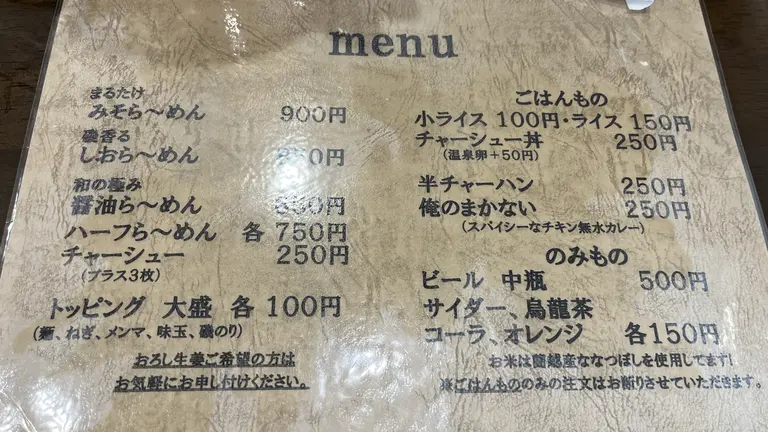 menu
まるたけ
みそら〜めん 900円
磯香る
しおら〜めん 850円
和の極み
醤油ら〜めん 円
ハーフら〜めん 各 750円
チャーシュー 250円
(プラス3枚)
トッピング 大盛 各 100円
(麺、ねぎ、メンマ、味玉、磯のり)
おろし生姜ご希望の方は
お気軽にお申し付けください。
ごはんもの
小ライス 100円・ライス 150円
チャーシュー丼 250円
(温泉卵+50円)
半チャーハン 250円
俺のまかない 250円
(スパイシーなチキン無水カレー)
のみもの
ビール 中瓶 500円
サイダー、烏龍茶
コーラ、オレンジ 各150円
お米は蘭越産ななつぼしを使用してます!
※ごはんもののみの注文はお断りさせていただきます。